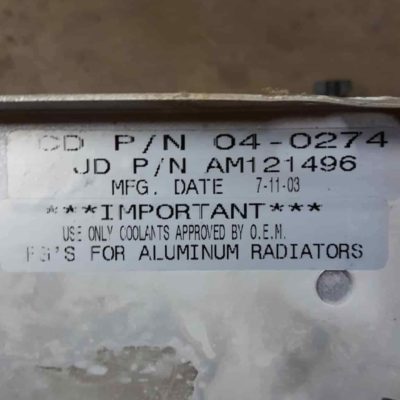 CD P/N 04-0274
JD P/N AM121496
MFG. DATE 7-11-03
***IMPORTANT***
USE ONLY COOLANTS APPROVED BY O.E.M.
FOR ALUMINUM RADIATORS